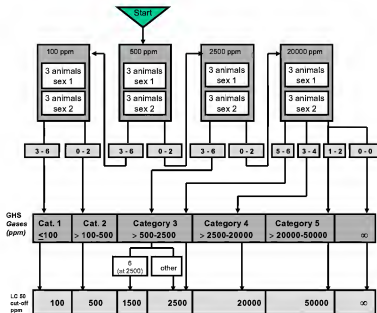 Start
100 ppm
500 ppm
2500 ppm
20000 ppm
3 animals
sex 1
3 animals
sex 2
3 animals
sex 1
3 animals
sex 2
3 animals
sex 1
3 animals
sex 2
3 animals
sex 1
3 animals
sex 2
3 - 6
0 - 2
3 - 6
0 - 2
3 - 6
0 - 2
5 - 6
3 - 4
1 - 2
0 - 0
GHS
Gases
(ppm)
Cat. 1
≤100
Cat. 2
> 100-500
Category 3
> 500-2500
Category 4
> 2500-20000
Category 5
> 20000-50000
∞
6
(at 2500)
other
LC 50
cut-off
ppm
100
500
1500
2500
20000
50000
∞